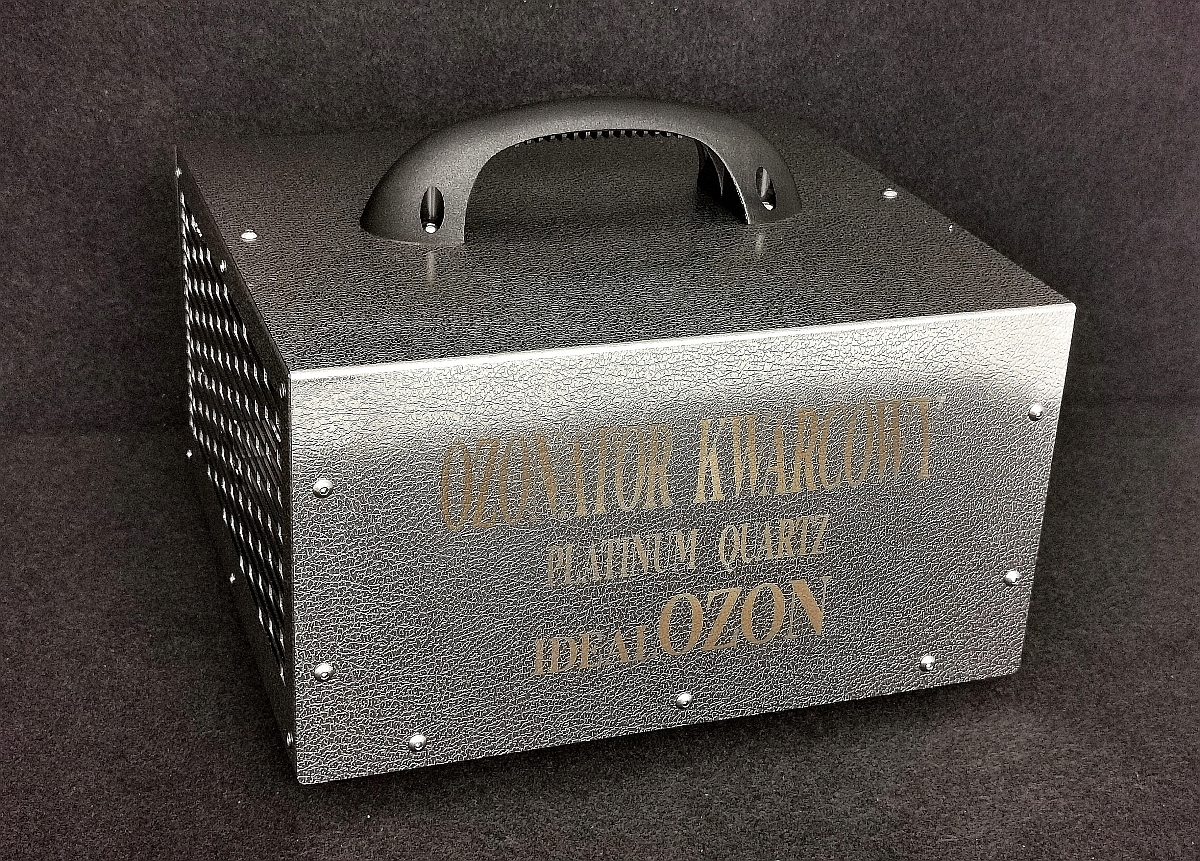 OZONATOR KWARCOWY
PLATINUM QUARTZ
IDEAL OZON